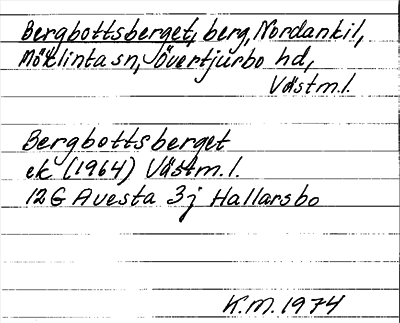 Bergbottsberget, berg, Nordankil,
Möklinta sn, Övertjurbo hd,
Västm.l.
Bergbottsberget
ek (1964) Västm.l.
12G Avesta 3j Hallarsbo
K.M. 1974